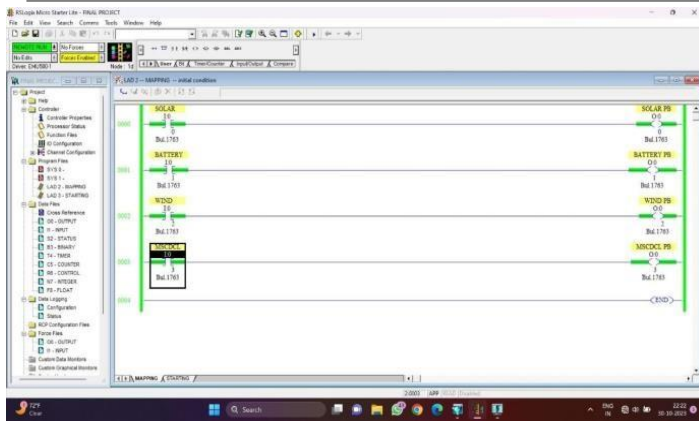 RSLogix Micro Starter Lite - FINAL PROJECT
File Edit View Search Comms Tools Window Help
REMOTE RUN No Forces
No Edits Forces Enabled
Node: 1d
User Bit Timer/Counter Input/Output Compare
LAD 2 -- MAPPING -- initial condition
Project
Help
Controller
Controller Properties
Processor Status
Function Files
IO Configuration
Channel Configuration
Program Files
SYS 0 -
SYS 1 -
LAD 2 - MAPPING
LAD 3 - STARTING
Data Files
Cross Reference
O0 - OUTPUT
I1 - INPUT
S2 - STATUS
B3 - BINARY
T4 - TIMER
C5 - COUNTER
R6 - CONTROL
N7 - INTEGER
F8 - FLOAT
Data Logging
Configuration
Status
RCP Configuration Files
Force Files
O0 - OUTPUT
I1 - INPUT
Custom Data Monitors
Custom Graphical Monitors
0000
SOLAR
I:0
0
Bul.1763
SOLAR PB
O:0
0
Bul.1763
0001
BATTERY
I:0
1
Bul.1763
BATTERY PB
O:0
1
Bul.1763
0002
WIND
I:0
2
Bul.1763
WIND PB
O:0
2
Bul.1763
0003
MSCDCL
I:0
3
Bul.1763
MSCDCL PB
O:0
3
Bul.1763
0004
END
MAPPING STARTING
2:0003 APP READ Disabled
72°F
Clear
Search
ENG
IN
22:22
30-10-2023